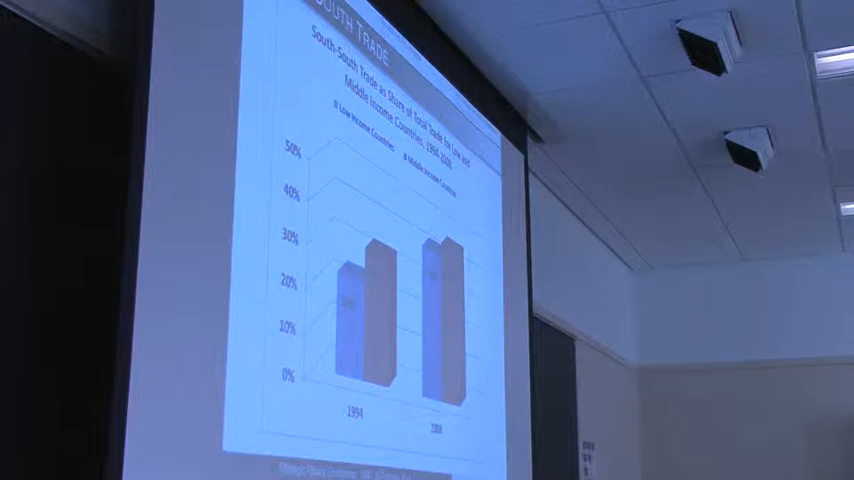 SOUTH TRADE
South-South Trade as Share of Total Trade for Low and
Middle Income Countries, 1994-2008
Low Income Countries
Middle Income Countries
50%
40%
30%
20%
10%
0%
1994
2008